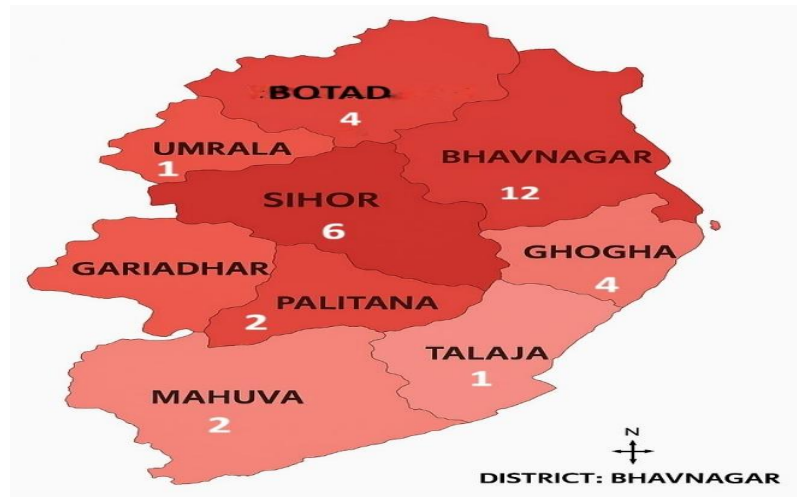 BOTAD
4
UMRALA
1
BHAVNAGAR
12
SIHOR
6
GHOGHA
4
GARIADHAR
PALITANA
2
TALAJA
1
MAHUVA
2
N
DISTRICT: BHAVNAGAR